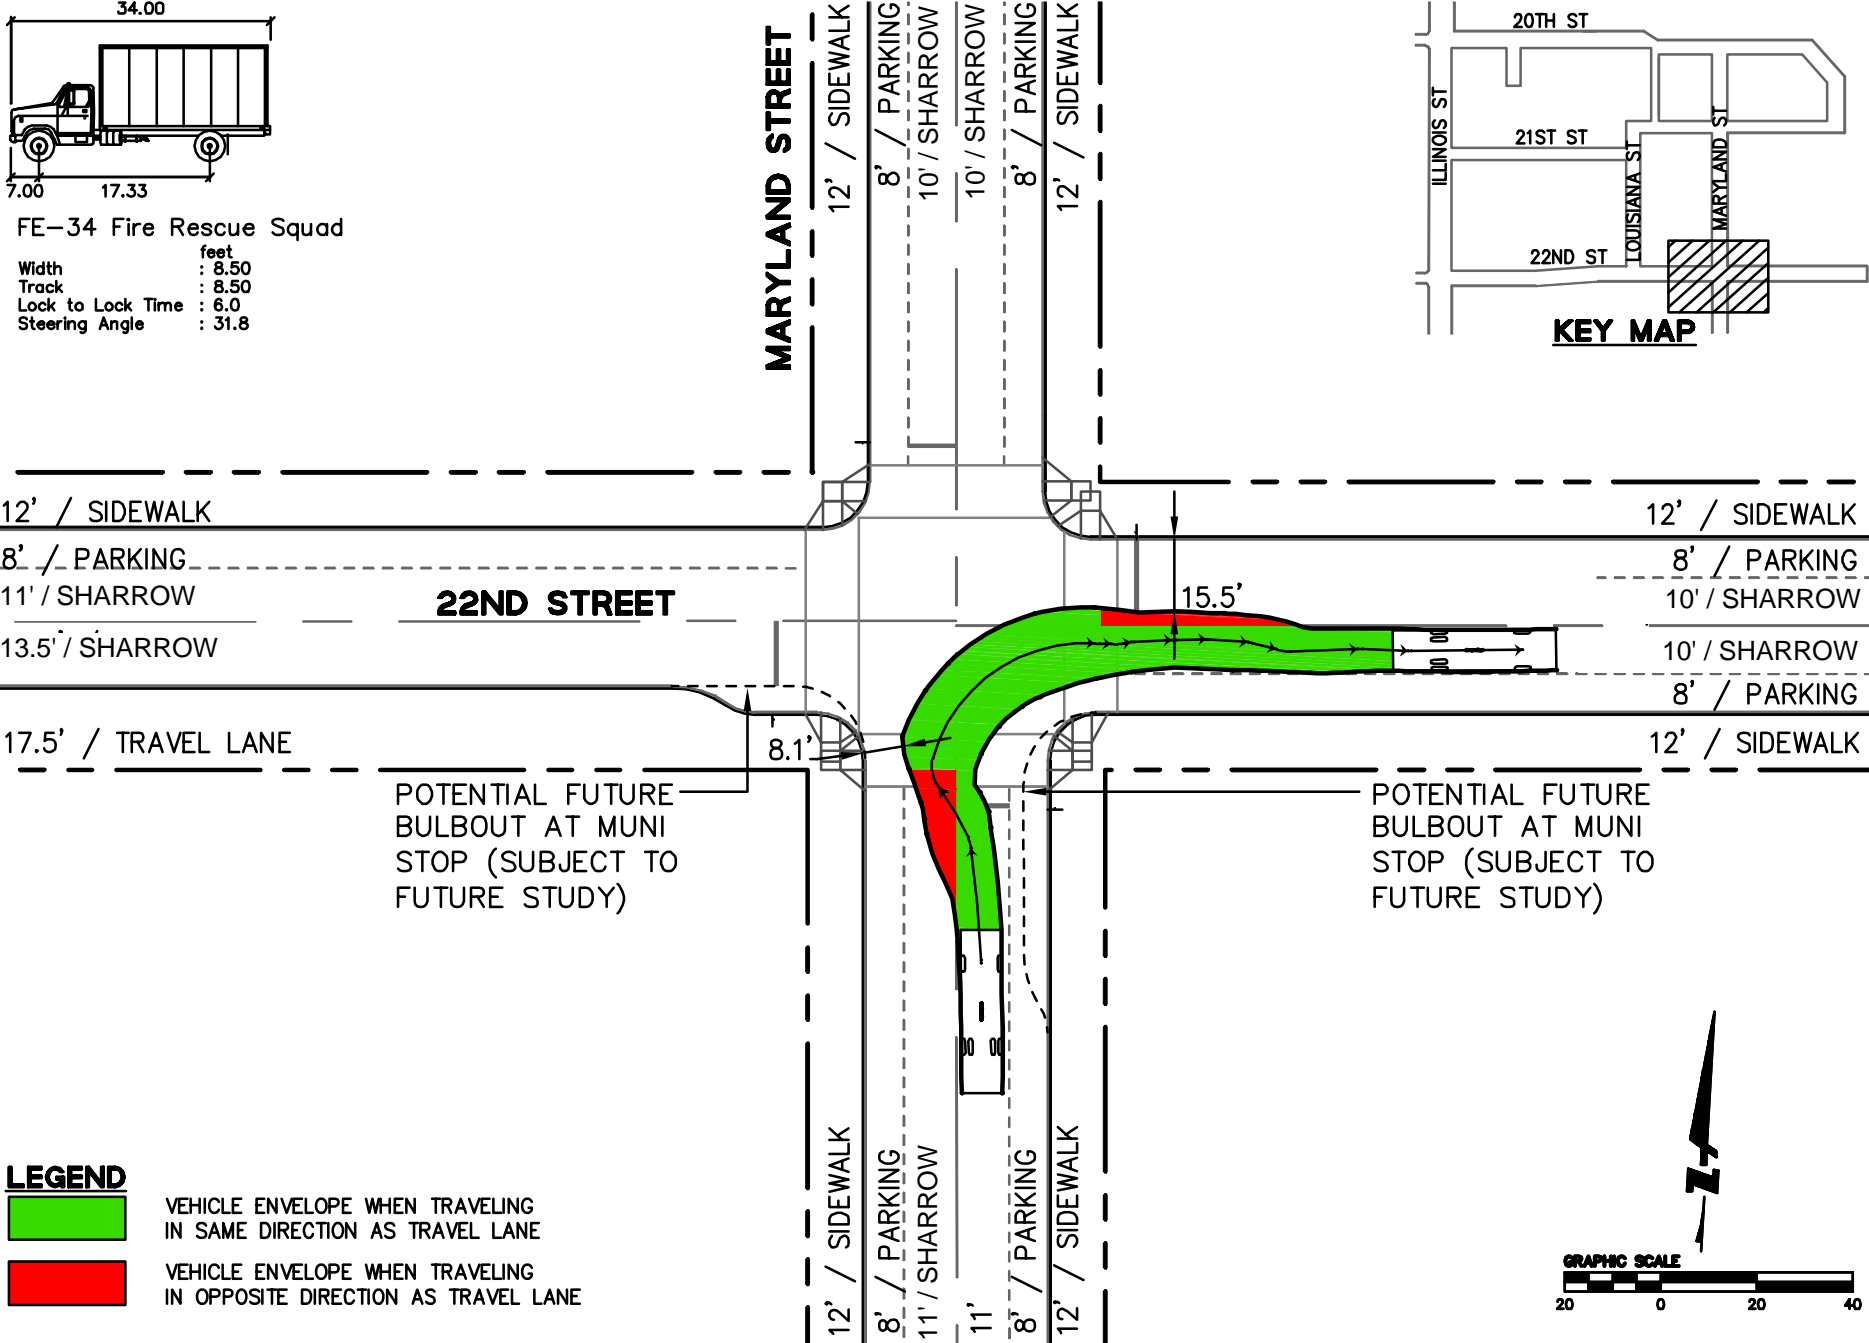 34.00
7.00
17.33
FE-34 Fire Rescue Squad
feet
Width : 8.50
Track : 8.50
Lock to Lock Time : 6.0
Steering Angle : 31.8
MARYLAND STREET
12' / SIDEWALK
8' / PARKING
10' / SHARROW
10' / SHARROW
8' / PARKING
12' / SIDEWALK
20TH ST
ILLINOIS ST
21ST ST
LOUISIANA ST
MARYLAND ST
22ND ST
KEY MAP
12' / SIDEWALK
8' / PARKING
11' / SHARROW
22ND STREET
13.5' / SHARROW
17.5' / TRAVEL LANE
15.5'
12' / SIDEWALK
8' / PARKING
10' / SHARROW
10' / SHARROW
8' / PARKING
12' / SIDEWALK
8.1'
POTENTIAL FUTURE
BULBOUT AT MUNI
STOP (SUBJECT TO
FUTURE STUDY)
POTENTIAL FUTURE
BULBOUT AT MUNI
STOP (SUBJECT TO
FUTURE STUDY)
12' / SIDEWALK
8' / PARKING
11' / SHARROW
11'
8' / PARKING
12' / SIDEWALK
LEGEND
VEHICLE ENVELOPE WHEN TRAVELING
IN SAME DIRECTION AS TRAVEL LANE
VEHICLE ENVELOPE WHEN TRAVELING
IN OPPOSITE DIRECTION AS TRAVEL LANE
N
GRAPHIC SCALE
20 0 20 40